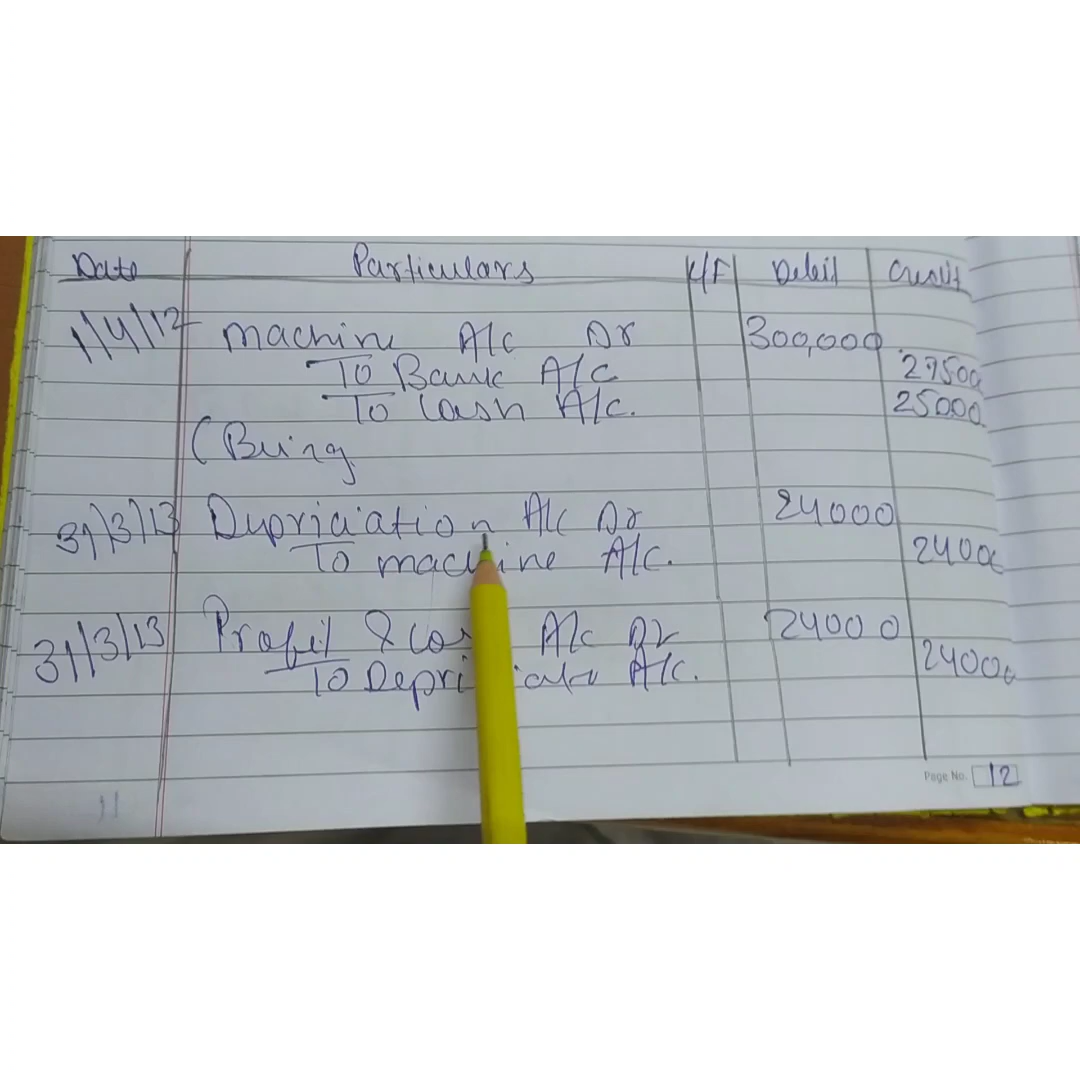 Date Particulars L/F Debit Credit
1/4/12 Machine A/c Dr 300,000
To Bank A/C 27500
To Cash A/c. 25000
(Being
31/3/13 Dupriciation A/c Dr 24000
To machine A/c. 2400
31/3/13 Profit & Los A/c Dr 24000
To Depri A/c. 24000
Page No. 12